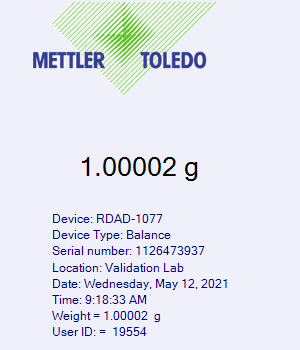 METTLER TOLEDO
1.00002 g
Device: RDAD-1077
Device Type: Balance
Serial number: 1126473937
Location: Validation Lab
Date: Wednesday, May 12, 2021
Time: 9:18:33 AM
Weight = 1.00002 g
User ID: = 19554